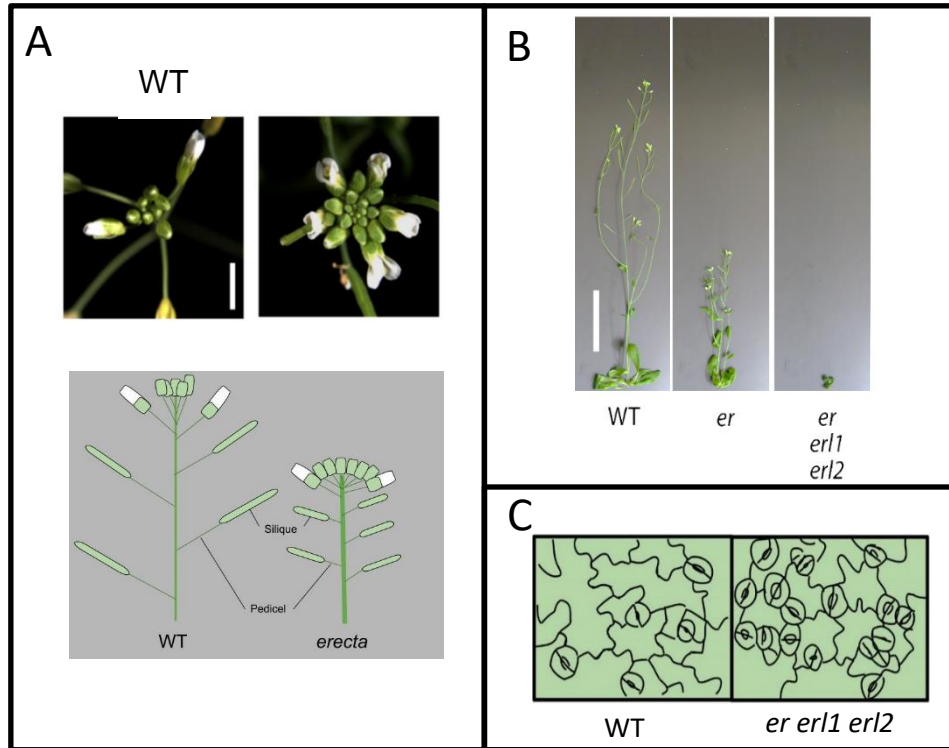 A
WT
Silique
Pedicel
WT
erecta
B
WT
er
er
erl1
erl2
C
WT
er erl1 erl2